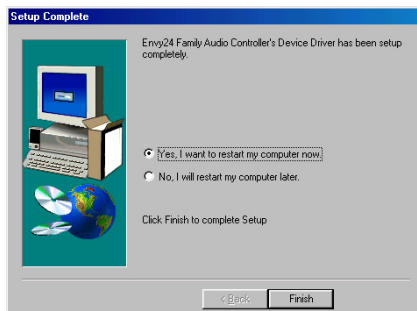 Setup Complete
Envy24 Family Audio Controller's Device Driver has been setup
completely.
Yes, I want to restart my computer now.
No, I will restart my computer later.
Click Finish to complete Setup
< Back
Finish